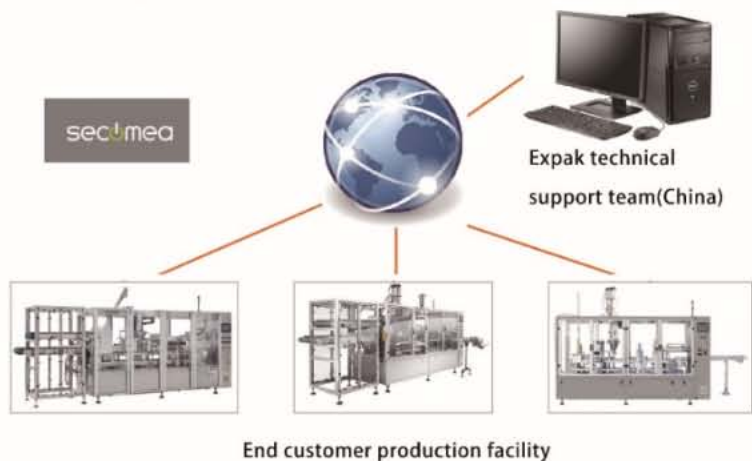 secomea
Expak technical
support team(China)
End customer production facility